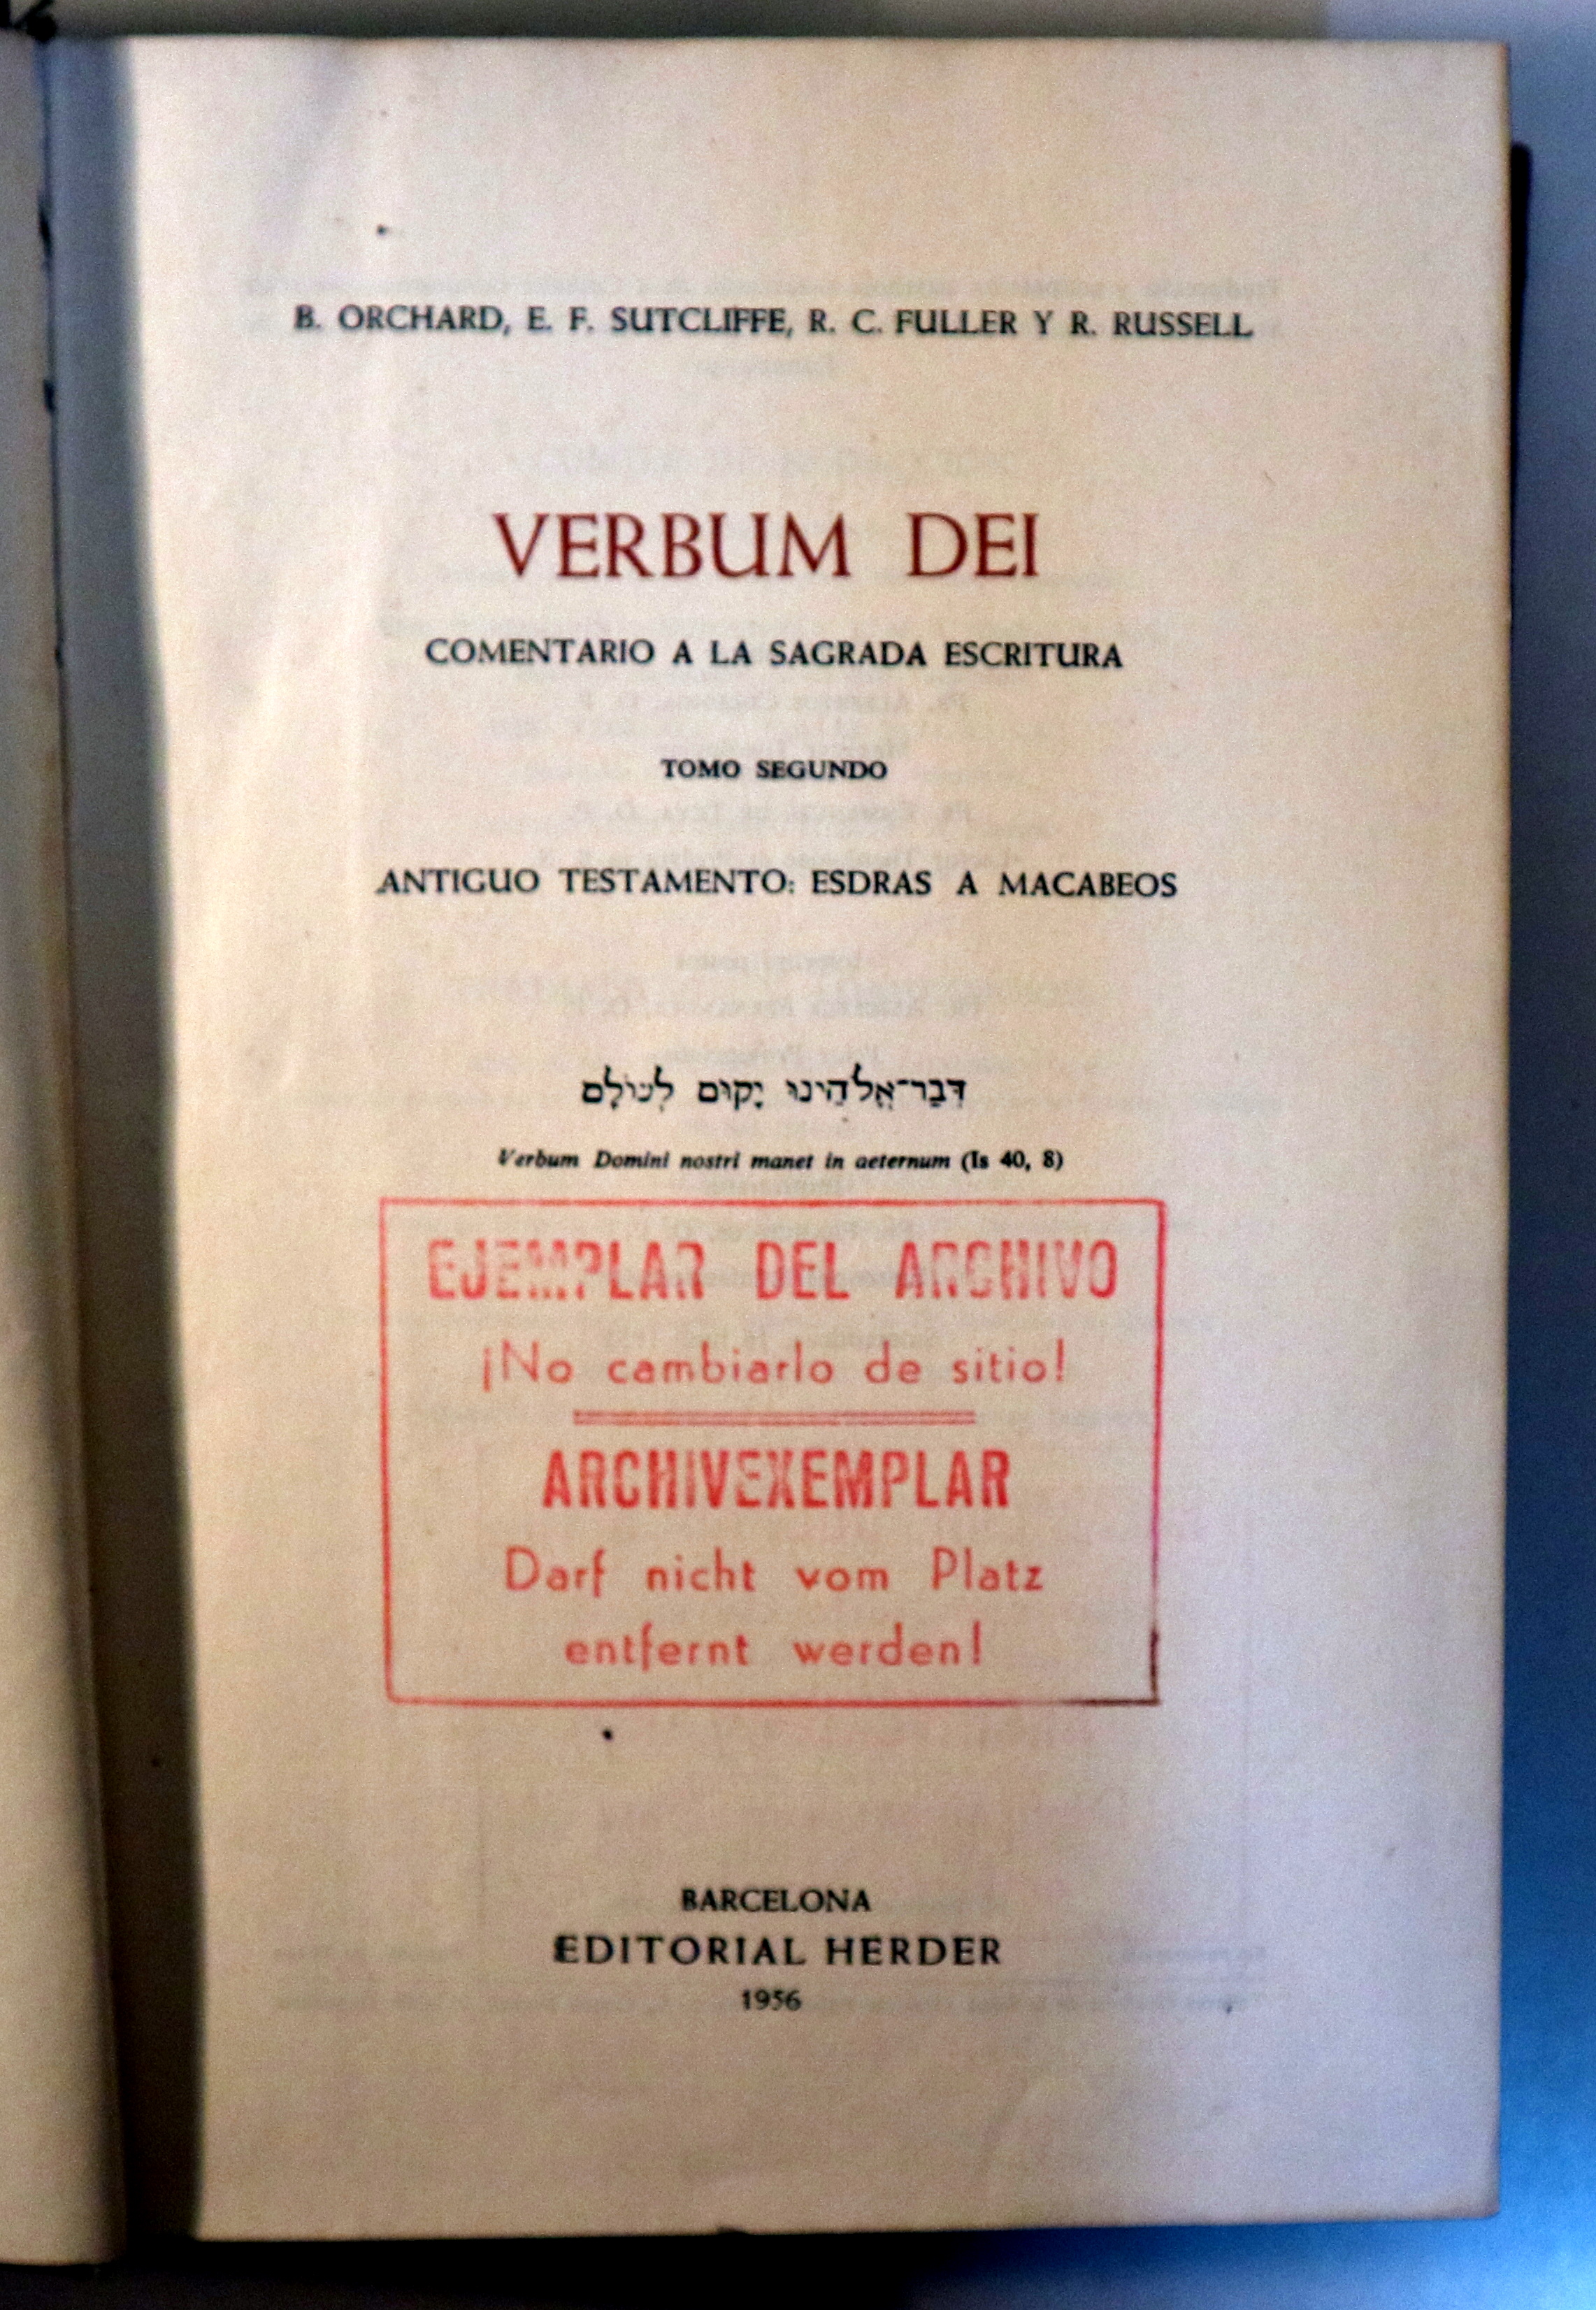 B. ORCHARD, E. F. SUTCLIFFE, R. C. FULLER Y R. RUSSELL
VERBUM DEI
COMENTARIO A LA SAGRADA ESCRITURA
TOMO SEGUNDO
ANTIGUO TESTAMENTO: ESDRAS A MACABEOS
דְּבַר־אֱלֹהֵינוּ יָקוּם לְעוֹלָם
Verbum Domini nostri manet in aeternum (Is 40, 8)
EJEMPLAR DEL ARCHIVO
¡No cambiarlo de sitio!
ARCHIVEXEMPLAR
Darf nicht vom Platz
entfernt werden!
BARCELONA
EDITORIAL HERDER
1956